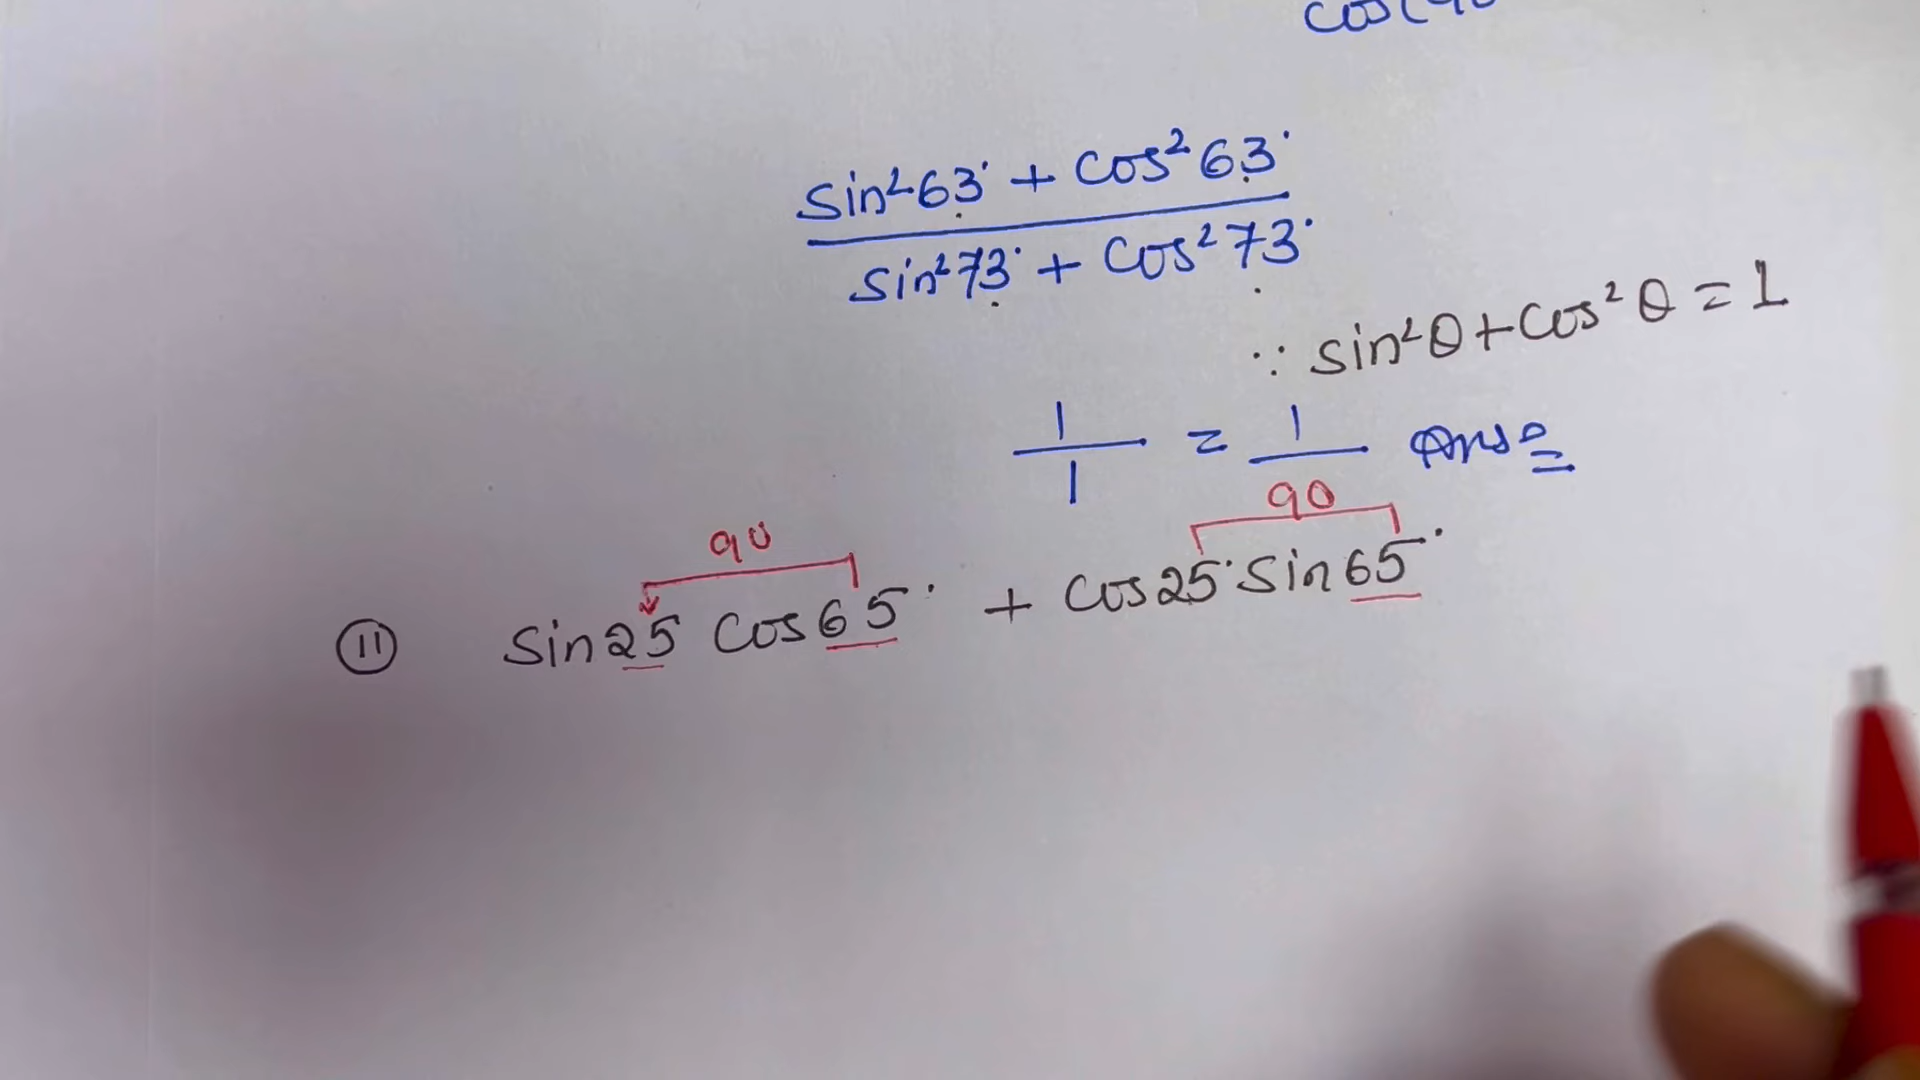 sin²63° + cos²63°
sin²73° + cos²73°
∵ sin²θ + cos²θ = 1
1/1 = 1 Ans
90 90
(11) sin25 cos65° + cos25° sin65°